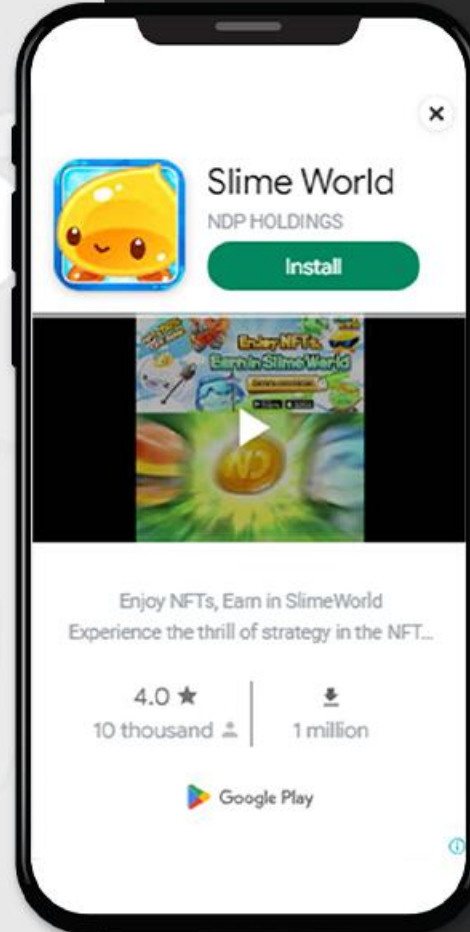 Slime World
NDP HOLDINGS
Install
Enjoy NFTs,
Earn in Slime World
Enjoy NFTs, Earn in SlimeWorld
Experience the thrill of strategy in the NFT...
4.0 ★
10 thousand
1 million
Google Play